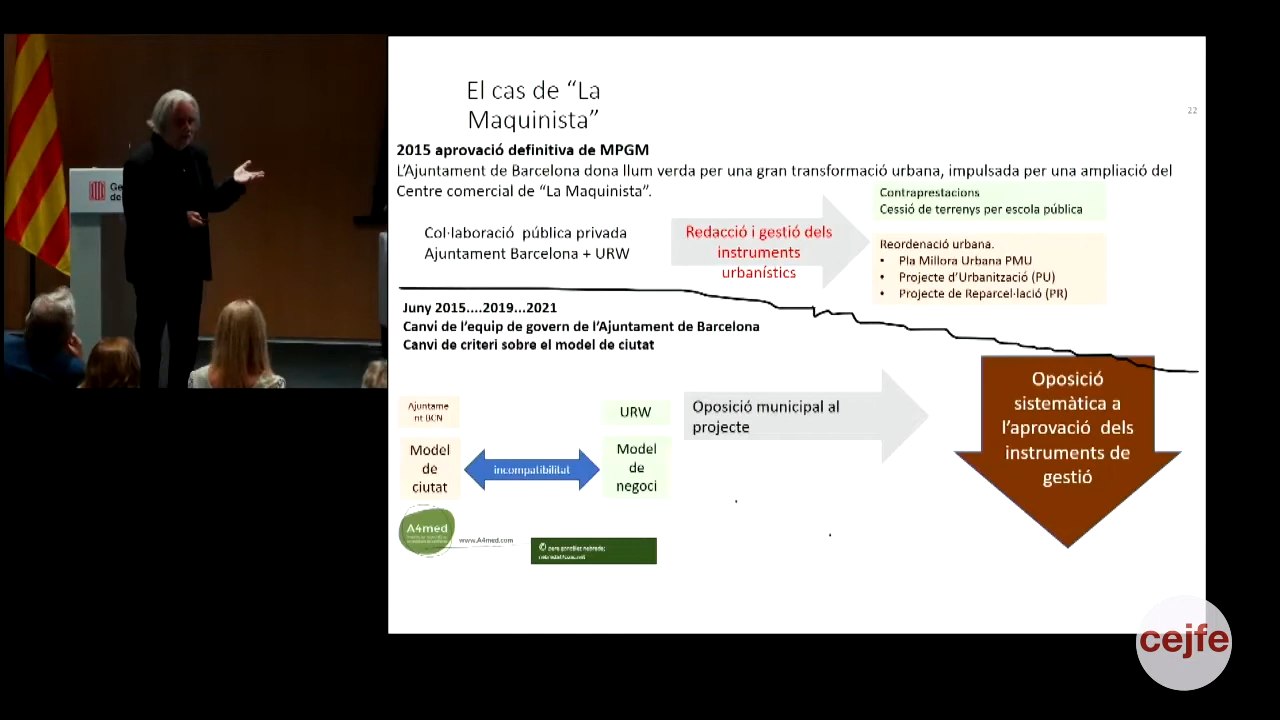 El cas de “La
Maquinista”
22
2015 aprovació definitiva de MPGM
L’Ajuntament de Barcelona dona llum verda per una gran transformació urbana, impulsada per una ampliació del
Centre comercial de “La Maquinista”.
Contraprestacions
Cessió de terrenys per escola pública
Col·laboració pública privada
Ajuntament Barcelona + URW
Redacció i gestió dels
instruments
urbanístics
Reordenació urbana.
• Pla Millora Urbana PMU
• Projecte d’Urbanització (PU)
• Projecte de Reparcel·lació (PR)
Juny 2015....2019...2021
Canvi de l’equip de govern de l’Ajuntament de Barcelona
Canvi de criteri sobre el model de ciutat
Ajuntame
nt BCN
URW
Oposició municipal al
projecte
Oposició
sistemàtica a
l’aprovació dels
instruments de
gestió
Model
de
ciutat
incompatibilitat
Model
de
negoci
A4med
www.A4med.com
©
cejfe